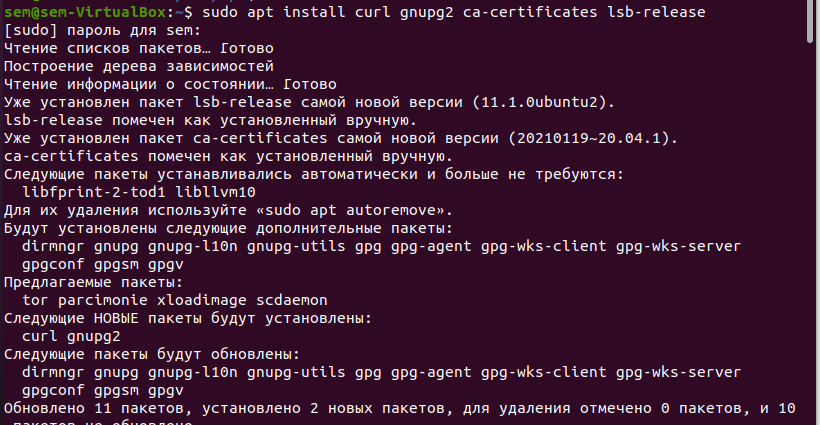 sem@sem-VirtualBox:~$ sudo apt install curl gnupg2 ca-certificates lsb-release
[sudo] пароль для sem:
Чтение списков пакетов… Готово
Построение дерева зависимостей
Чтение информации о состоянии… Готово
Уже установлен пакет lsb-release самой новой версии (11.1.0ubuntu2).
lsb-release помечен как установленный вручную.
Уже установлен пакет ca-certificates самой новой версии (20210119~20.04.1).
ca-certificates помечен как установленный вручную.
Следующие пакеты устанавливались автоматически и больше не требуются:
  libfprint-2-tod1 libllvm10
Для их удаления используйте «sudo apt autoremove».
Будут установлены следующие дополнительные пакеты:
  dirmngr gnupg gnupg-l10n gnupg-utils gpg gpg-agent gpg-wks-client gpg-wks-server
  gpgconf gpgsm gpgv
Предлагаемые пакеты:
  tor parcimonie xloadimage scdaemon
Следующие НОВЫЕ пакеты будут установлены:
  curl gnupg2
Следующие пакеты будут обновлены:
  dirmngr gnupg gnupg-l10n gnupg-utils gpg gpg-agent gpg-wks-client gpg-wks-server
  gpgconf gpgsm gpgv
Обновлено 11 пакетов, установлено 2 новых пакетов, для удаления отмечено 0 пакетов, и 10
пакетов не обновлено